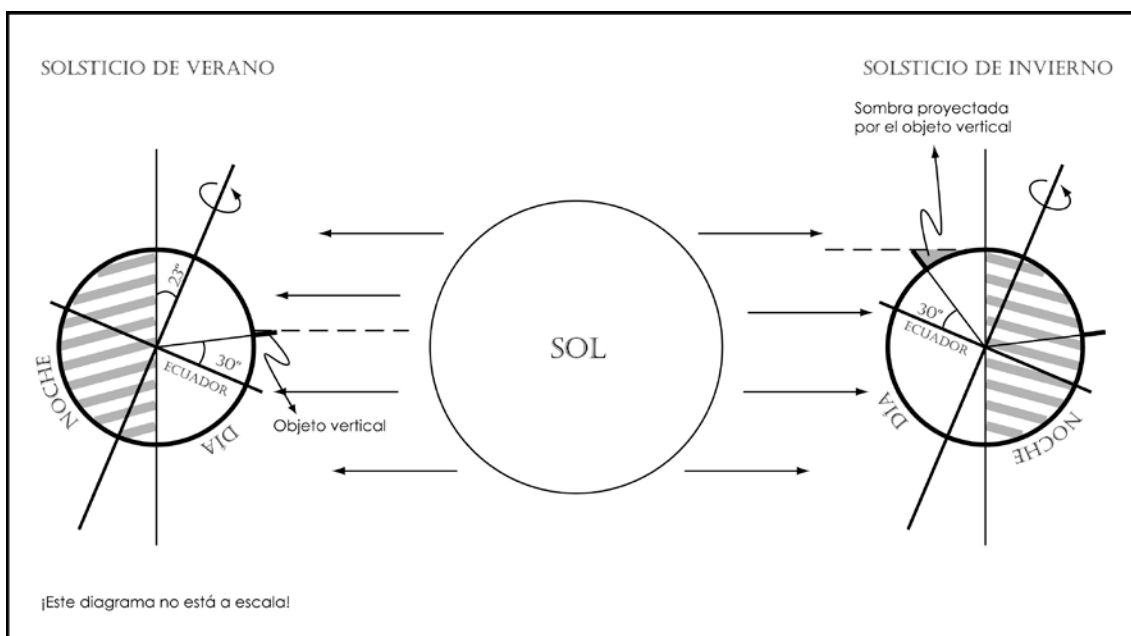 SOLSTICIO DE VERANO
SOLSTICIO DE INVIERNO
Sombra proyectada
por el objeto vertical
23°
30°
ECUADOR
NOCHE
DÍA
Objeto vertical
SOL
30°
ECUADOR
DÍA
NOCHE
¡Este diagrama no está a escala!